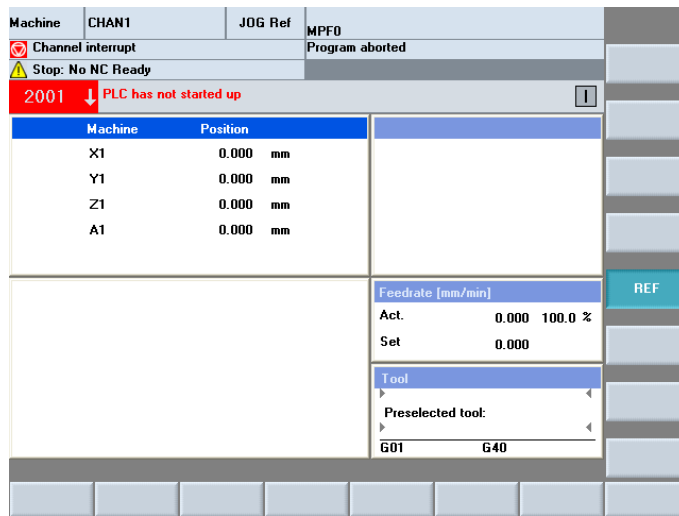 Machine CHAN1 JOG Ref MPF0
Channel interrupt Program aborted
Stop: No NC Ready
2001 PLC has not started up
Machine Position
X1 0.000 mm
Y1 0.000 mm
Z1 0.000 mm
A1 0.000 mm
REF
Feedrate [mm/min]
Act. 0.000 100.0 %
Set 0.000
Tool
Preselected tool:
G01 G40